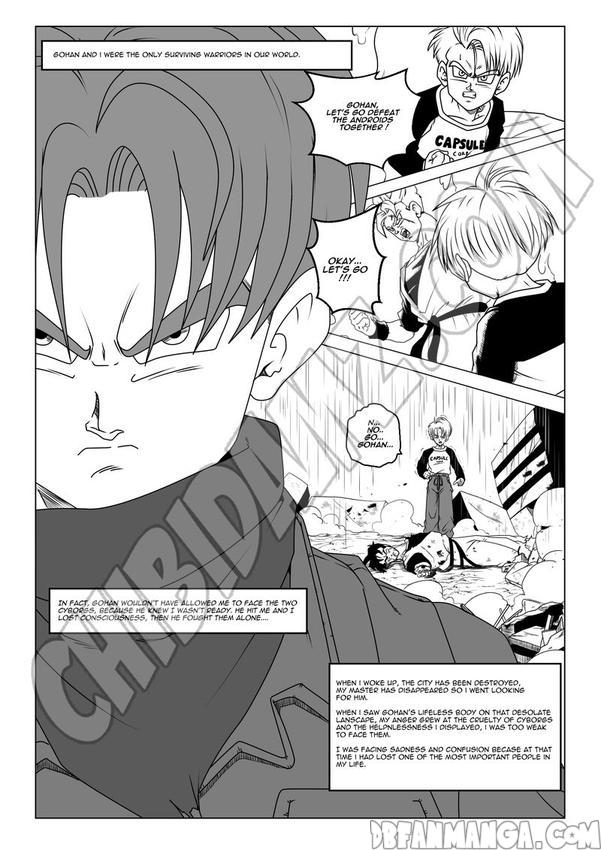 GOHAN AND I WERE THE ONLY SURVIVING WARRIORS IN OUR WORLD.
GOHAN,
LET'S GO DEFEAT
THE ANDROIDS
TOGETHER !
CAPSULE
CORP
OKAY...
LET'S GO
!!!
NO..
GO...
GOHAN...
CAPSULE
IN FACT, GOHAN WOULDN'T HAVE ALLOWED ME TO FACE THE TWO
CYBORGS, BECAUSE HE KNEW I WASN'T READY. HE HIT ME AND I
LOST CONSCIOUSNESS, THEN HE FOUGHT THEM ALONE....
WHEN I WOKE UP, THE CITY HAS BEEN DESTROYED,
MY MASTER HAS DISAPPEARED SO I WENT LOOKING
FOR HIM.
WHEN I SAW GOHAN'S LIFELESS BODY ON THAT DESOLATE
LANSCAPE, MY ANGER GREW AT THE CRUELTY OF CYBORGS
AND THE HELPNLESSNESS I DISPLAYED, I WAS TOO WEAK
TO FACE THEM.
I WAS FACING SADNESS AND CONFUSION BECASE AT THAT
TIME I HAD LOST ONE OF THE MOST IMPORTANT PEOPLE IN
MY LIFE.
DBFANMANGA.COM